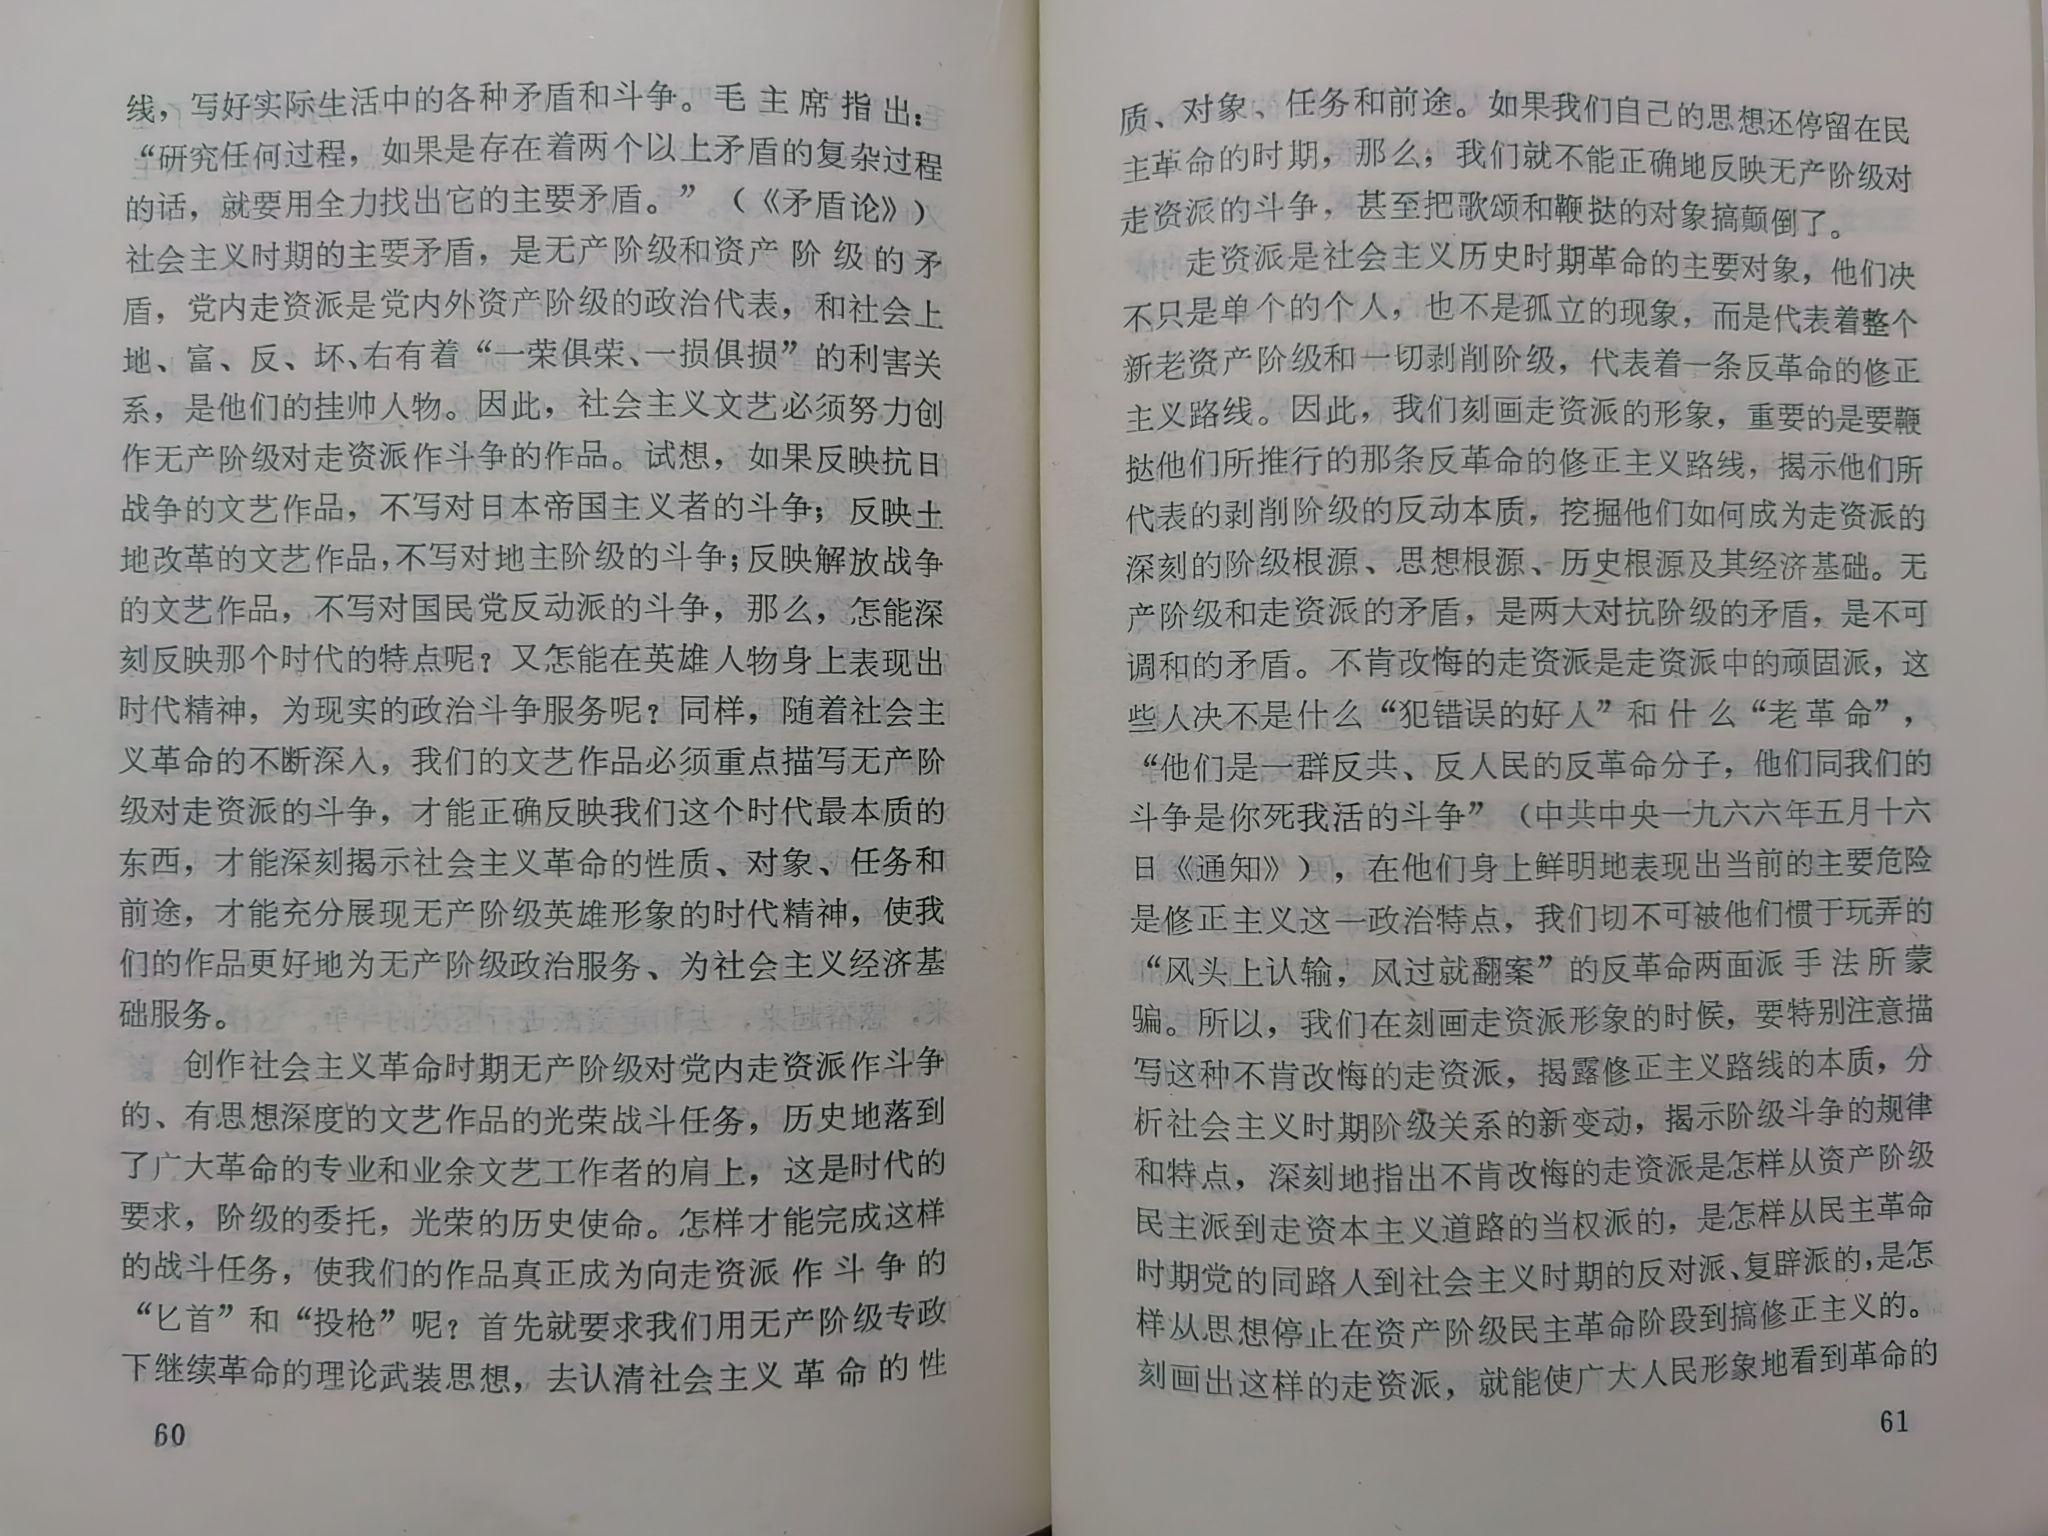 线，写好实际生活中的各种矛盾和斗争。毛主席指出：
“研究任何过程，如果是存在着两个以上矛盾的复杂过程
的话，就要用全力找出它的主要矛盾。”（《矛盾论》）
社会主义时期的主要矛盾，是无产阶级和资产阶级的矛
盾，党内走资派是党内外资产阶级的政治代表，和社会上
地、富、反、坏、右有着“一荣俱荣、一损俱损”的利害关
系，是他们的挂帅人物。因此，社会主义文艺必须努力创
作无产阶级对走资派作斗争的作品。试想，如果反映抗日
战争的文艺作品，不写对日本帝国主义者的斗争；反映土
地改革的文艺作品，不写对地主阶级的斗争；反映解放战争
的文艺作品，不写对国民党反动派的斗争，那么，怎能深
刻反映那个时代的特点呢？又怎能在英雄人物身上表现出
时代精神，为现实的政治斗争服务呢？同样，随着社会主
义革命的不断深入，我们的文艺作品必须重点描写无产阶
级对走资派的斗争，才能正确反映我们这个时代最本质的
东西，才能深刻揭示社会主义革命的性质、对象、任务和
前途，才能充分展现无产阶级英雄形象的时代精神，使我
们的作品更好地为无产阶级政治服务、为社会主义经济基
础服务。
创作社会主义革命时期无产阶级对党内走资派作斗争
的、有思想深度的文艺作品的光荣战斗任务，历史地落到
了广大革命的专业和业余文艺工作者的肩上，这是时代的
要求，阶级的委托，光荣的历史使命。怎样才能完成这样
的战斗任务，使我们的作品真正成为向走资派作斗争的
“匕首”和“投枪”呢？首先就要求我们用无产阶级专政
下继续革命的理论武装思想，去认清社会主义革命的性
60
质、对象、任务和前途。如果我们自己的思想还停留在民
主革命的时期，那么，我们就不能正确地反映无产阶级对
走资派的斗争，甚至把歌颂和鞭挞的对象搞颠倒了。
走资派是社会主义历史时期革命的主要对象，他们决
不只是单个的个人，也不是孤立的现象，而是代表着整个
新老资产阶级和一切剥削阶级，代表着一条反革命的修正
主义路线。因此，我们刻画走资派的形象，重要的是要鞭
挞他们所推行的那条反革命的修正主义路线，揭示他们所
代表的剥削阶级的反动本质，挖掘他们如何成为走资派的
深刻的阶级根源、思想根源、历史根源及其经济基础。无
产阶级和走资派的矛盾，是两大对抗阶级的矛盾，是不可
调和的矛盾。不肯改悔的走资派是走资派中的顽固派，这
些人决不是什么“犯错误的好人”和什么“老革命”，
“他们是一群反共、反人民的反革命分子，他们同我们的
斗争是你死我活的斗争”（中共中央一九六六年五月十六
日《通知》），在他们身上鲜明地表现出当前的主要危险
是修正主义这一政治特点，我们切不可被他们惯于玩弄的
“风头上认输，风过就翻案”的反革命两面派手法所蒙
骗。所以，我们在刻画走资派形象的时候，要特别注意描
写这种不肯改悔的走资派，揭露修正主义路线的本质，分
析社会主义时期阶级关系的新变动，揭示阶级斗争的规律
和特点，深刻地指出不肯改悔的走资派是怎样从资产阶级
民主派到走资本主义道路的当权派的，是怎样从民主革命
时期党的同路人到社会主义时期的反对派、复辟派的，是怎
样从思想停止在资产阶级民主革命阶段到搞修正主义的。
刻画出这样的走资派，就能使广大人民形象地看到革命的
61